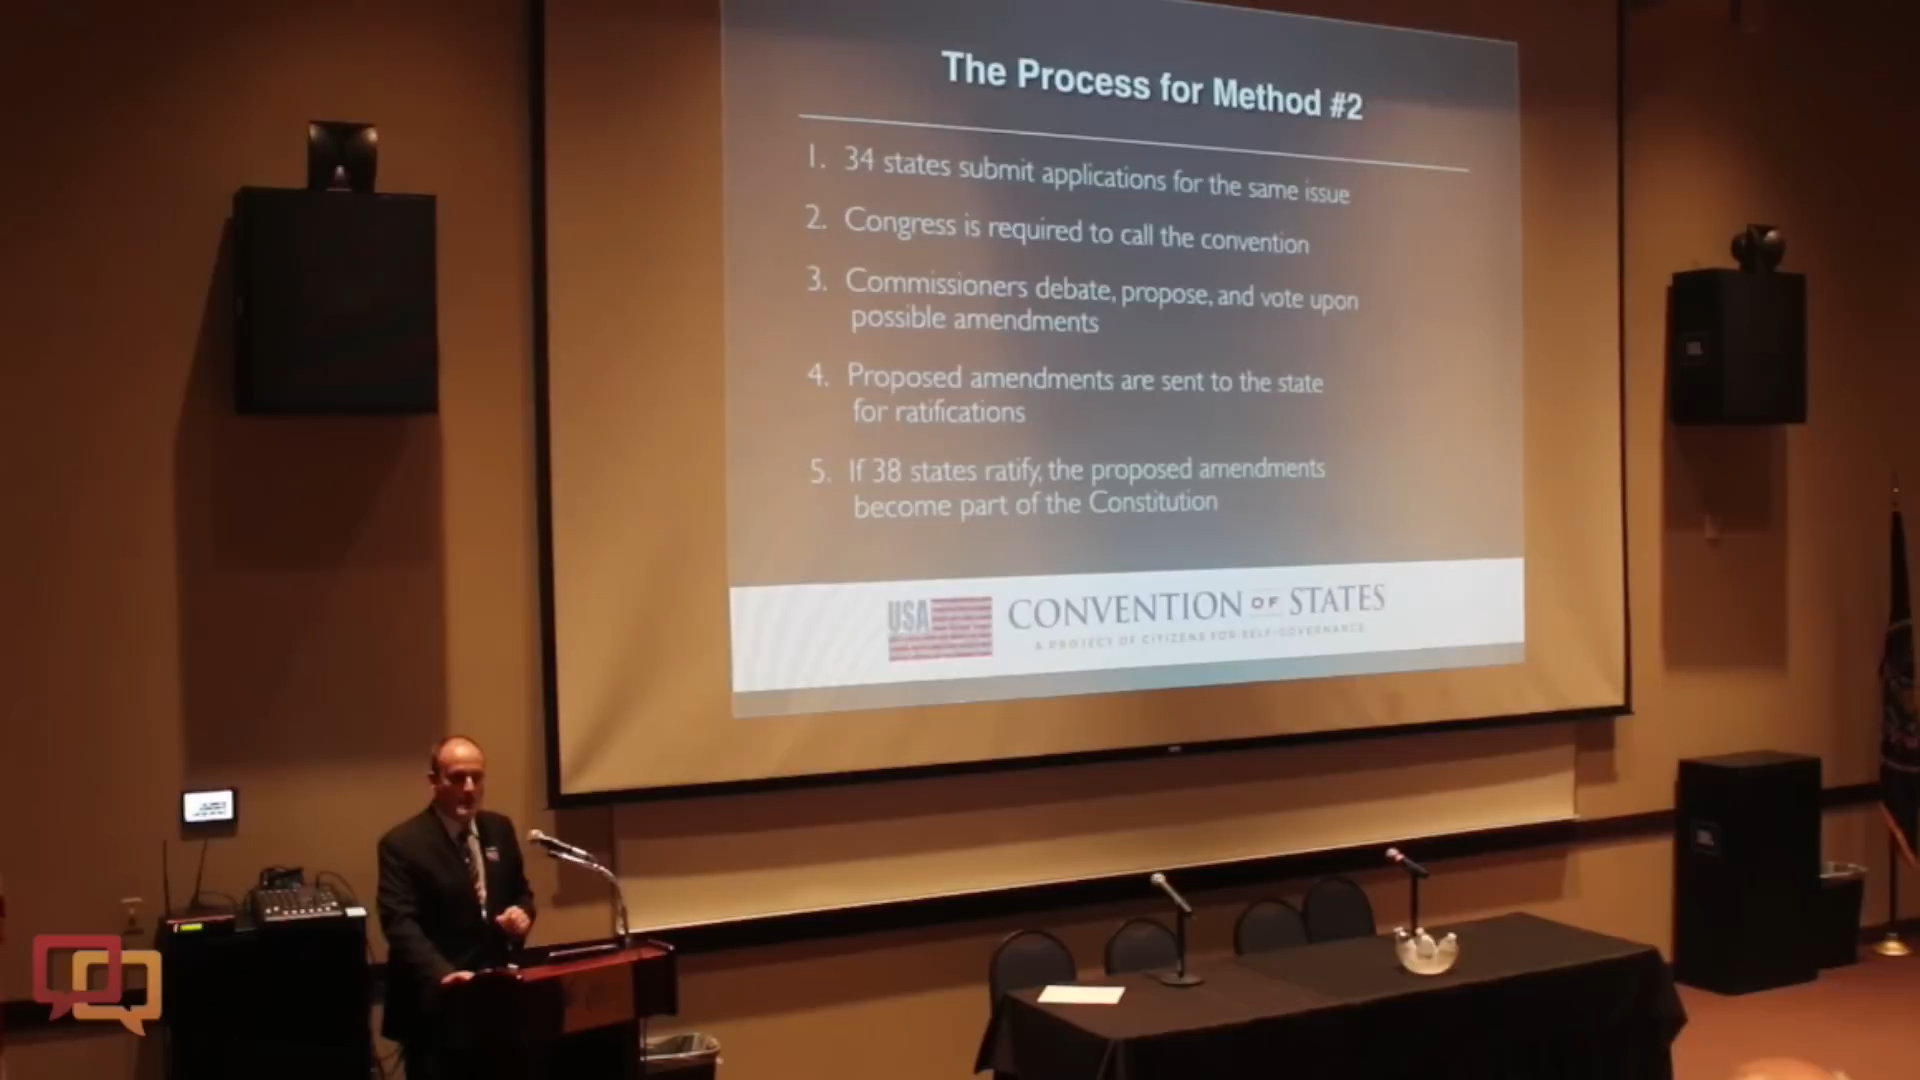 The Process for Method #2
1. 34 states submit applications for the same issue
2. Congress is required to call the convention
3. Commissioners debate, propose, and vote upon
possible amendments
4. Proposed amendments are sent to the state
for ratifications
5. If 38 states ratify, the proposed amendments
become part of the Constitution
USA
CONVENTION OF STATES
A PROJECT OF CITIZENS FOR SELF-GOVERNANCE